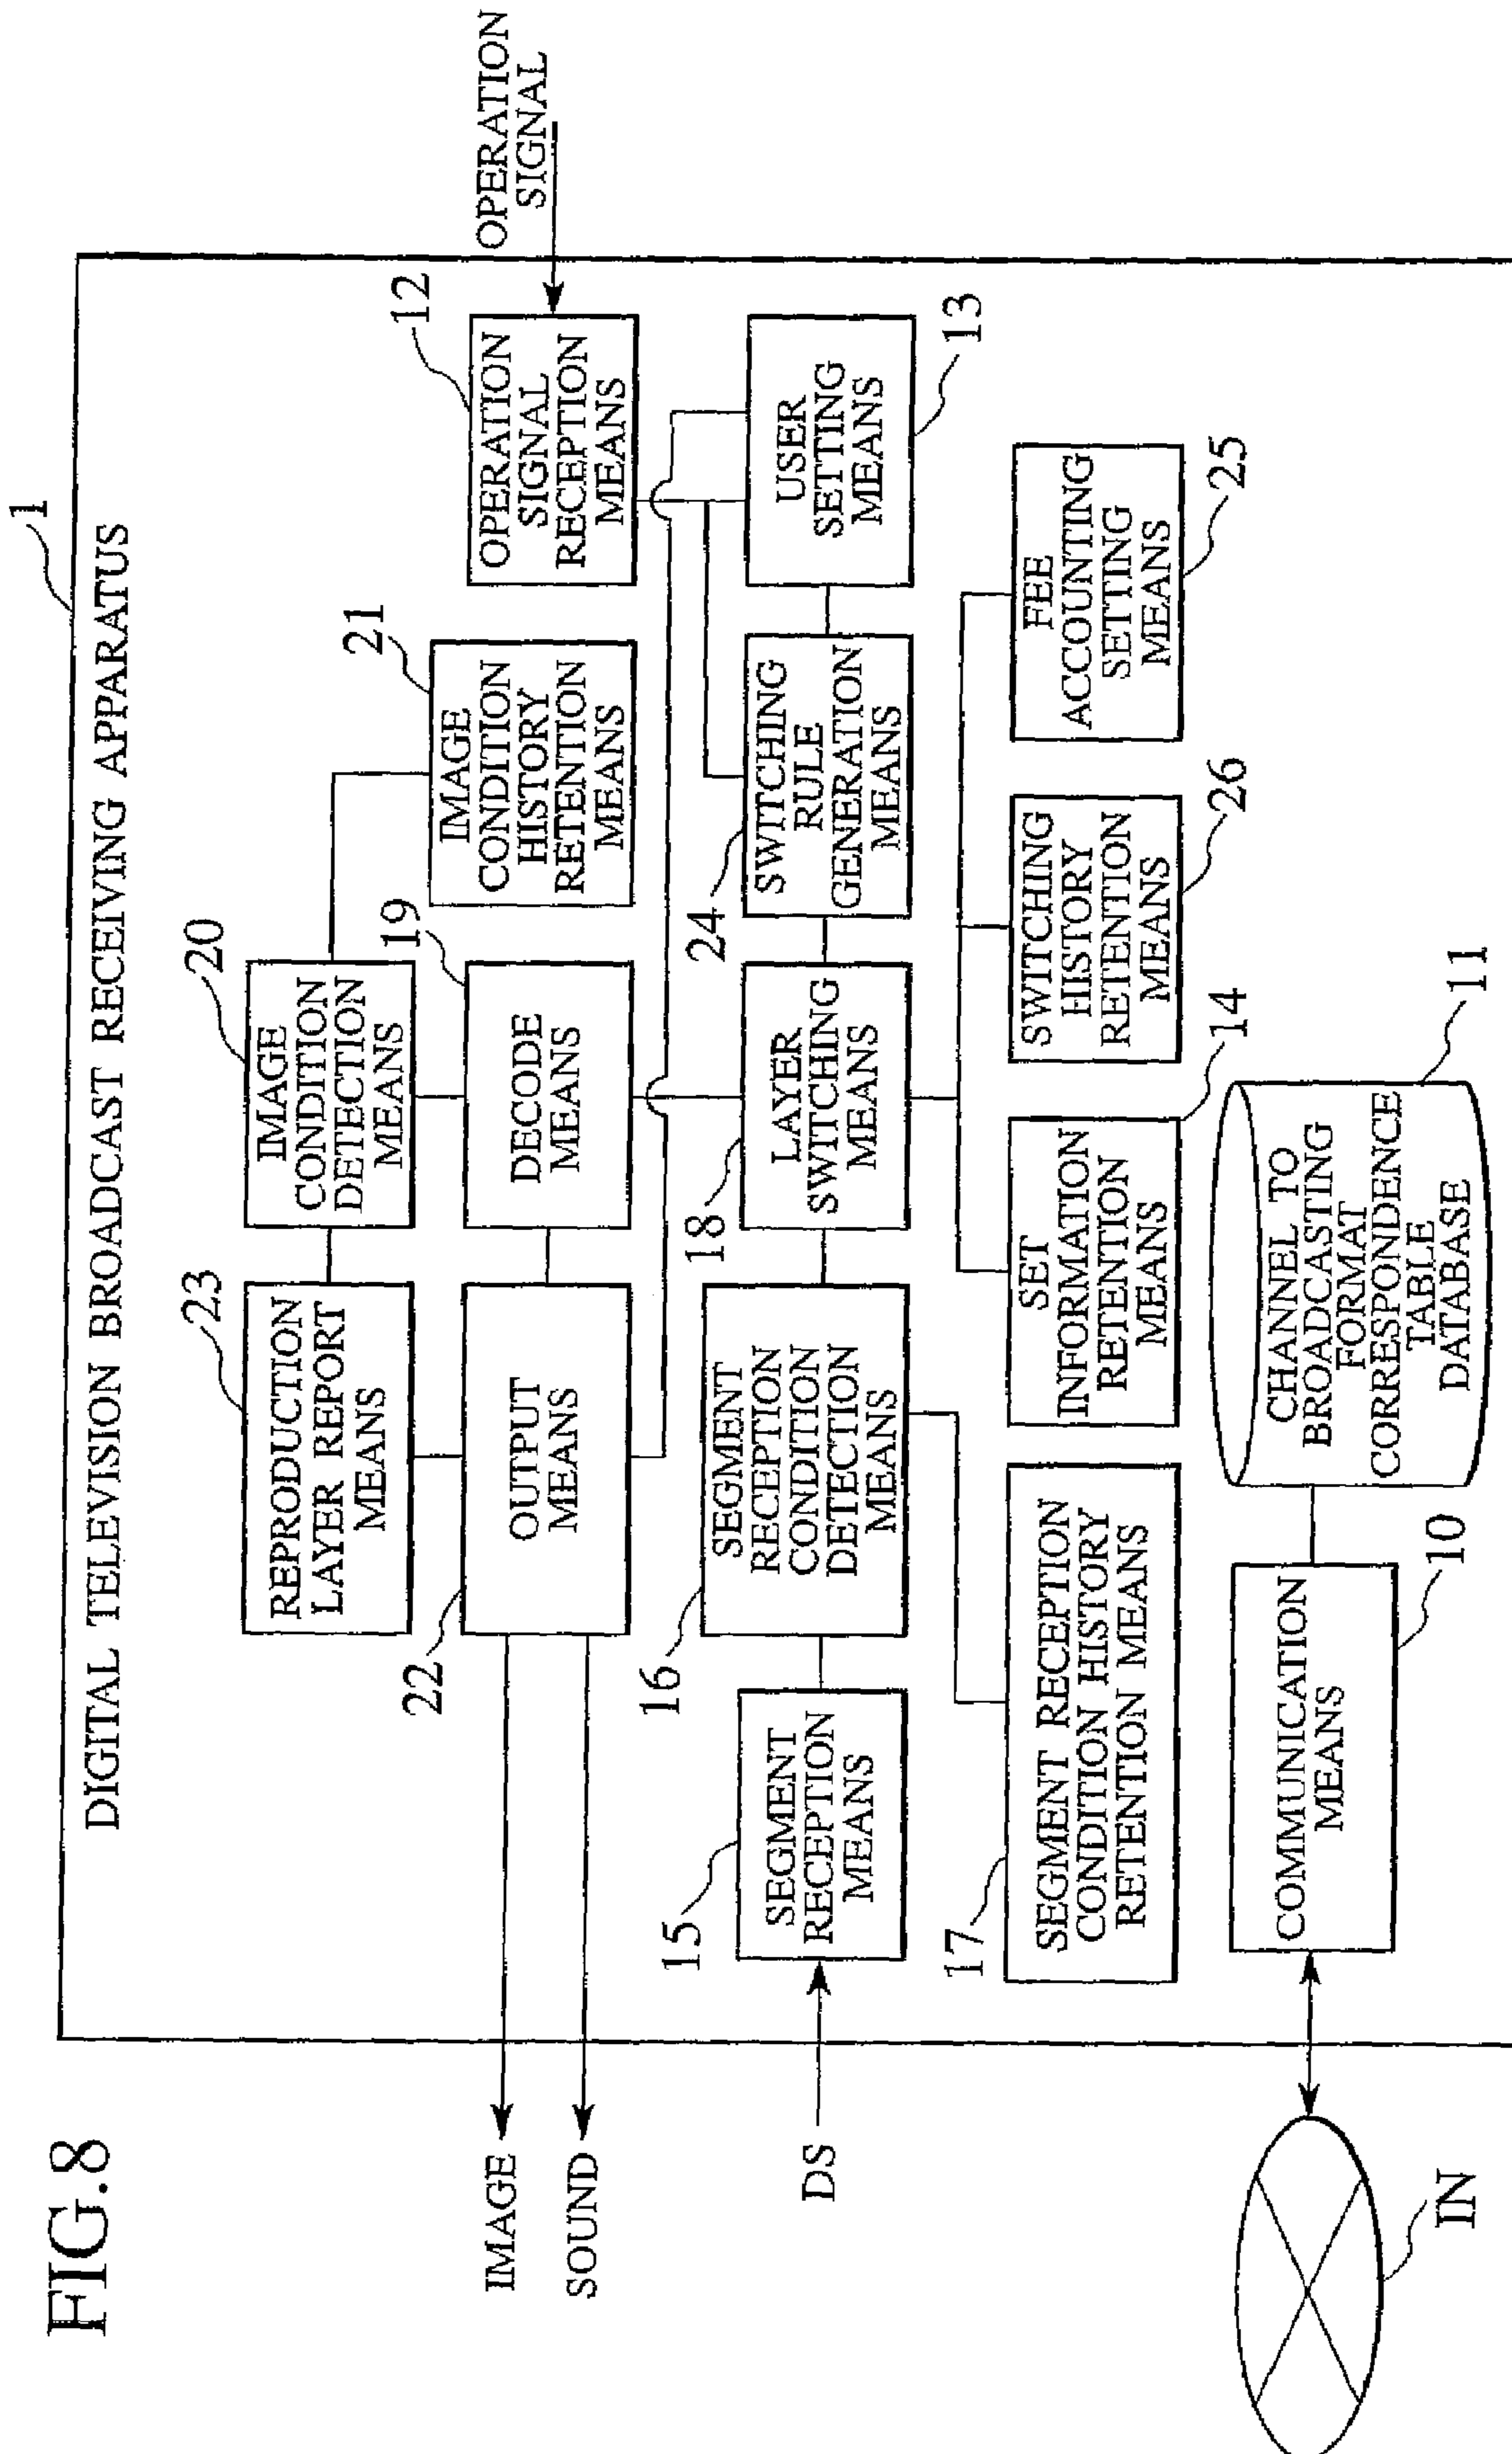 FIG.8
1
DIGITAL TELEVISION BROADCAST RECEIVING APPARATUS
23
REPRODUCTION
LAYER REPORT
MEANS
20
IMAGE
CONDITION
DETECTION
MEANS
21
IMAGE
CONDITION
HISTORY
RETENTION
MEANS
12
OPERATION
SIGNAL
RECEPTION
MEANS
OPERATION
SIGNAL
IMAGE
SOUND
22
OUTPUT
MEANS
19
DECODE
MEANS
DS
15
SEGMENT
RECEPTION
MEANS
16
SEGMENT
RECEPTION
CONDITION
DETECTION
MEANS
18
LAYER
SWITCHING
MEANS
24
SWITCHING
RULE
GENERATION
MEANS
USER
SETTING
MEANS
13
17
SEGMENT RECEPTION
CONDITION HISTORY
RETENTION MEANS
SET
INFORMATION
RETENTION
MEANS
14
SWITCHING
HISTORY
RETENTION
MEANS
26
FEE
ACCOUNTING
SETTING
MEANS
25
IN
COMMUNICATION
MEANS
10
CHANNEL TO
BROADCASTING
FORMAT
CORRESPONDENCE
TABLE
DATABASE
11